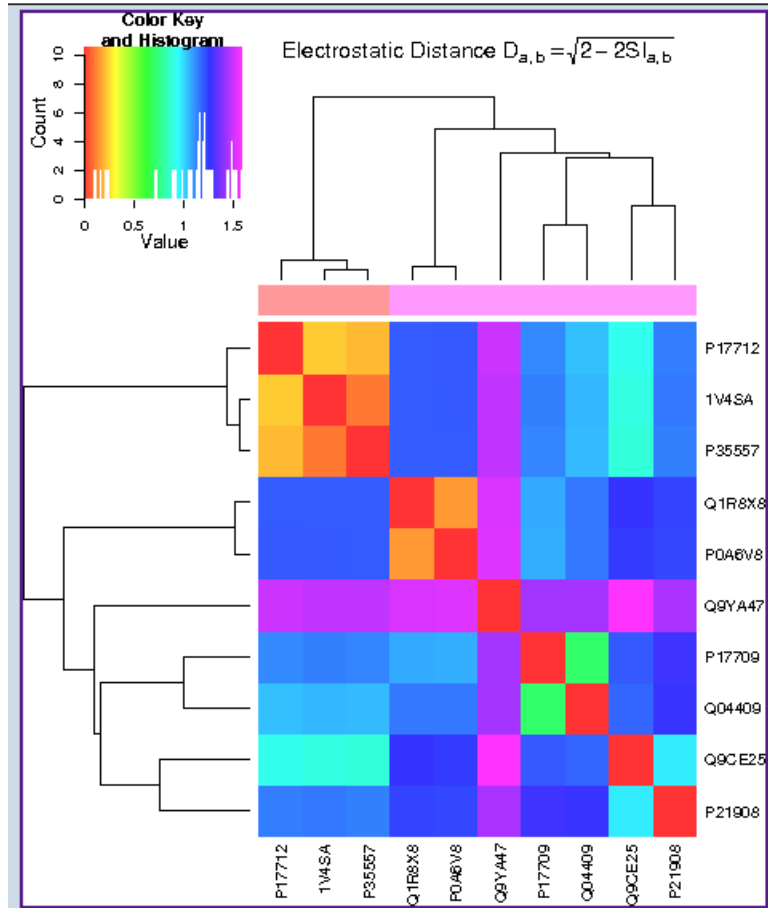 Color Key
and Histogram
Electrostatic Distance D a, b = √2 − 2SI a, b
10
8
6
4
2
0
Count
0 0.5 1 1.5
Value
P17712
1V4SA
P35557
Q1R8X8
P0A6V8
Q9YA47
P17709
Q04409
Q9CE25
P21908
P17712
1V4SA
P35557
Q1R8X8
P0A6V8
Q9YA47
P17709
Q04409
Q9CE25
P21908